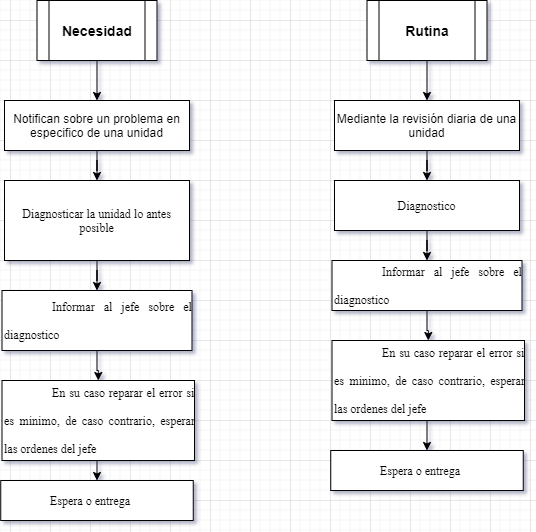 Necesidad
Notifican sobre un problema en
especifico de una unidad
Diagnosticar la unidad lo antes
posible
Informar al jefe sobre el
diagnostico
En su caso reparar el error si
es minimo, de caso contrario, esperar
las ordenes del jefe
Espera o entrega
Rutina
Mediante la revisión diaria de una
unidad
Diagnostico
Informar al jefe sobre el
diagnostico
En su caso reparar el error si
es minimo, de caso contrario, esperar
las ordenes del jefe
Espera o entrega